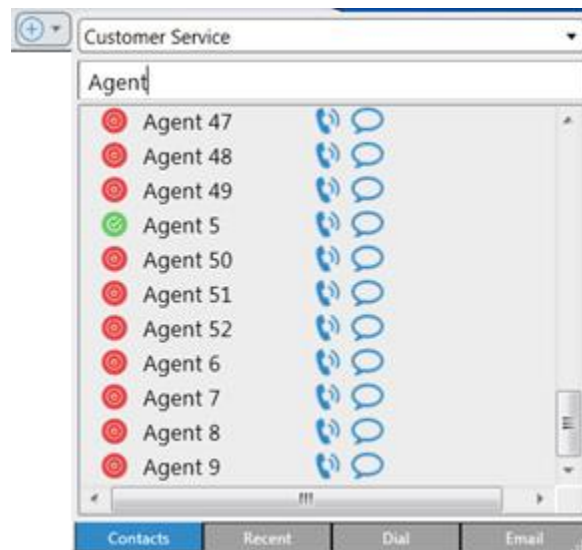 Customer Service
Agent
Agent 47
Agent 48
Agent 49
Agent 5
Agent 50
Agent 51
Agent 52
Agent 6
Agent 7
Agent 8
Agent 9
Contacts Recent Dial Email